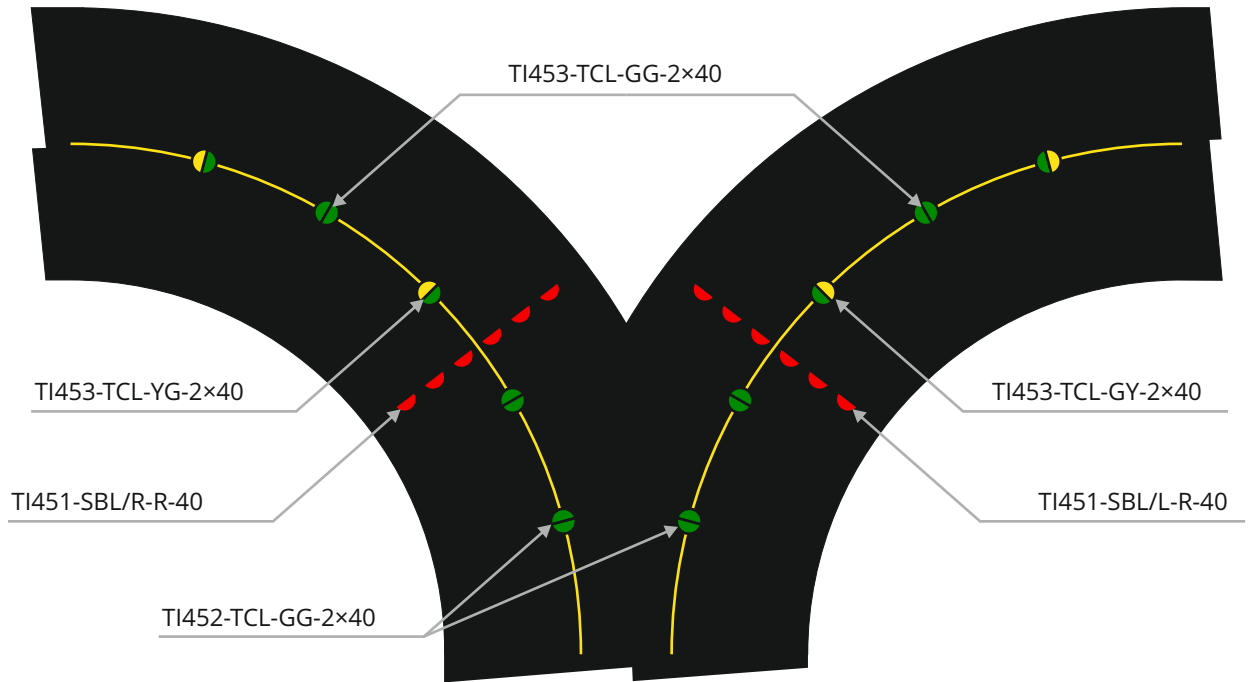 TI453-TCL-GG-2×40
TI453-TCL-YG-2×40
TI453-TCL-GY-2×40
TI451-SBL/R-R-40
TI451-SBL/L-R-40
TI452-TCL-GG-2×40